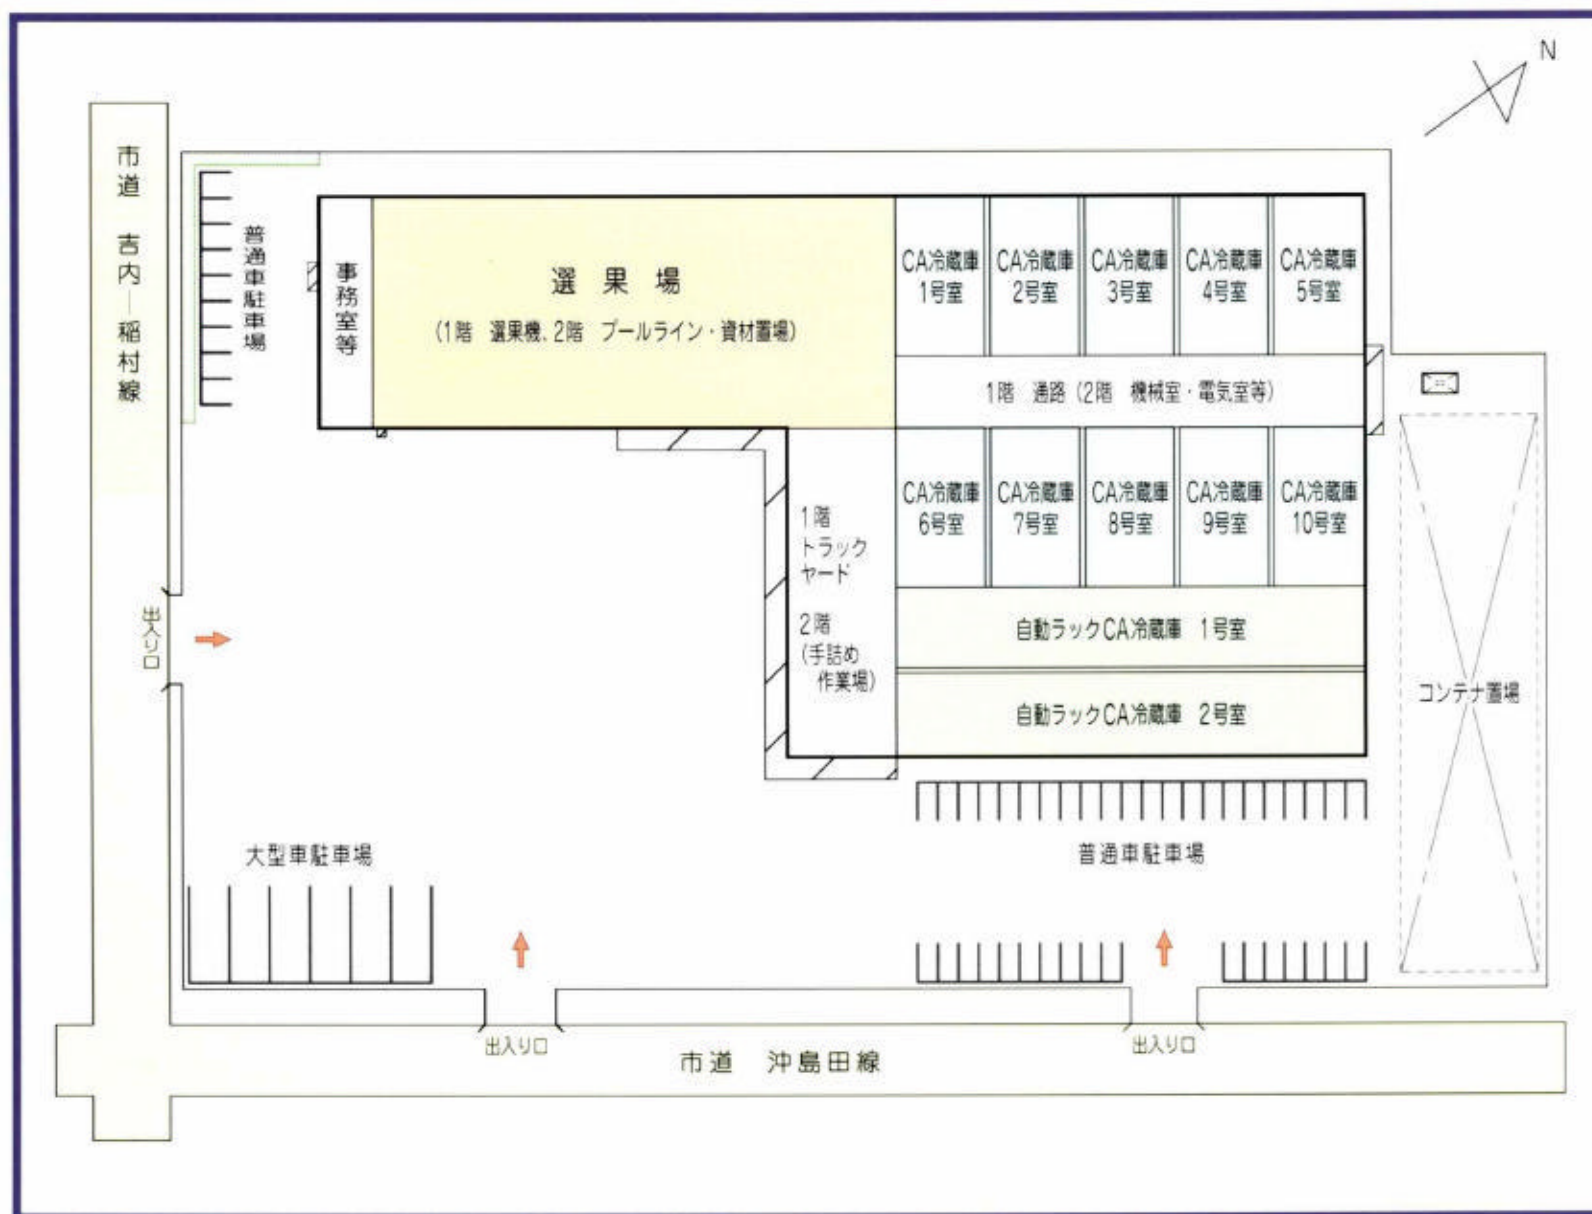 N
市道 吉内―稲村線
普通車駐車場
事務室等
選果場
(1階 選果機、2階 プールライン・資材置場)
CA冷蔵庫
1号室
CA冷蔵庫
2号室
CA冷蔵庫
3号室
CA冷蔵庫
4号室
CA冷蔵庫
5号室
1階 通路(2階 機械室・電気室等)
CA冷蔵庫
6号室
CA冷蔵庫
7号室
CA冷蔵庫
8号室
CA冷蔵庫
9号室
CA冷蔵庫
10号室
1階
トラック
ヤード
2階
(手詰め
作業場)
自動ラックCA冷蔵庫 1号室
自動ラックCA冷蔵庫 2号室
コンテナ置場
出入り口
大型車駐車場
普通車駐車場
出入り口
出入り口
市道 沖島田線